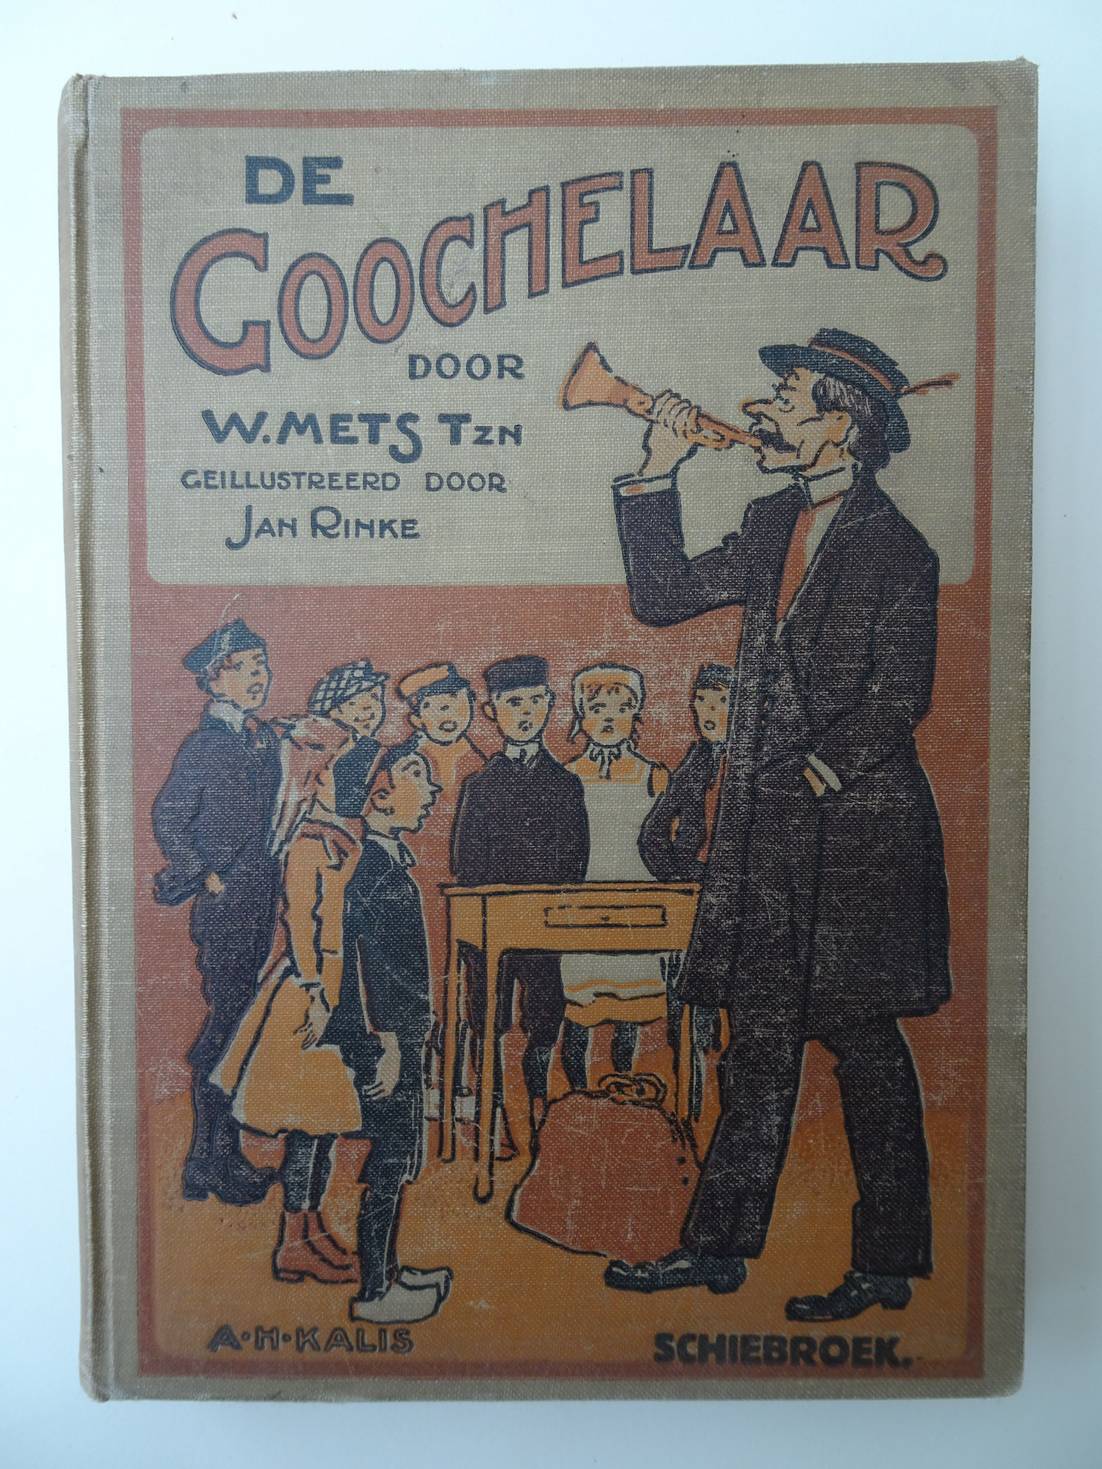 DE
GOOCHELAAR
DOOR
W. METS TZN
GEILLUSTREERD DOOR
JAN RINKE
A·H·KALIS
SCHIEBROEK.